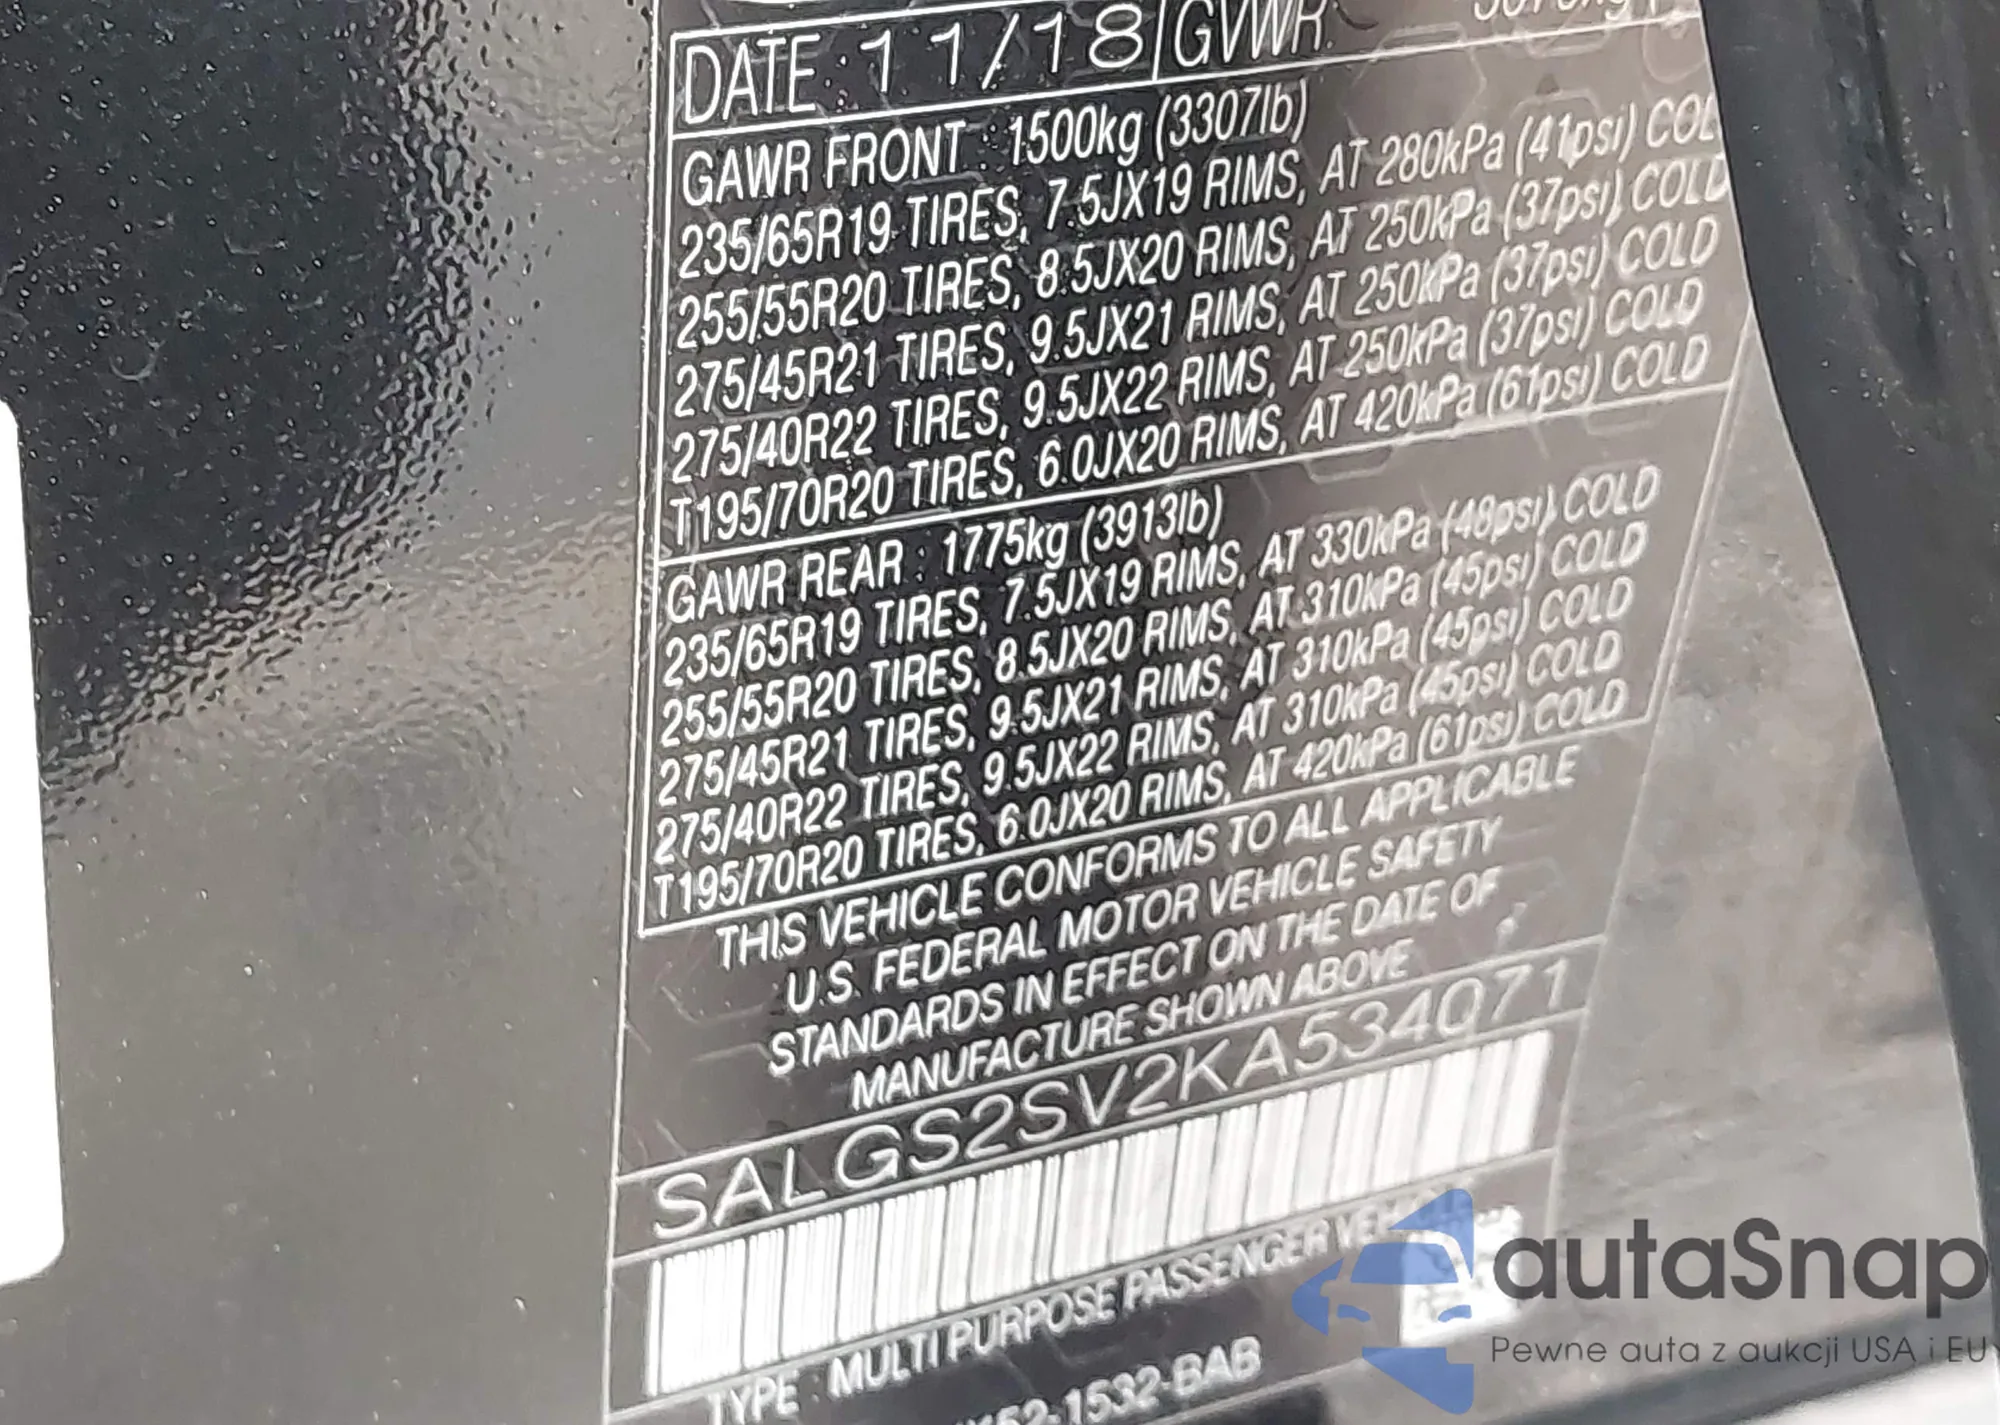 DATE : 11/18 GVWR:
GAWR FRONT : 1500kg (3307lb)
235/65R19 TIRES, 7.5JX19 RIMS, AT 280kPa (41psi) COL
255/55R20 TIRES, 8.5JX20 RIMS, AT 250kPa (37psi) COLD
275/45R21 TIRES, 9.5JX21 RIMS, AT 250kPa (37psi) COLD
275/40R22 TIRES, 9.5JX22 RIMS, AT 250kPa (37psi) COLD
T195/70R20 TIRES, 6.0JX20 RIMS, AT 420kPa (61psi) COLD
GAWR REAR : 1775kg (3913lb)
235/65R19 TIRES, 7.5JX19 RIMS, AT 330kPa (48psi) COLD
255/55R20 TIRES, 8.5JX20 RIMS, AT 310kPa (45psi) COLD
275/45R21 TIRES, 9.5JX21 RIMS, AT 310kPa (45psi) COLD
275/40R22 TIRES, 9.5JX22 RIMS, AT 310kPa (45psi) COLD
T195/70R20 TIRES, 6.0JX20 RIMS, AT 420kPa (61psi) COLD
THIS VEHICLE CONFORMS TO ALL APPLICABLE
U.S. FEDERAL MOTOR VEHICLE SAFETY
STANDARDS IN EFFECT ON THE DATE OF
MANUFACTURE SHOWN ABOVE
SALGS2SV2KA534071
TYPE : MULTI PURPOSE PASSENGER VEHICLE
autaSnap
Pewne auta z aukcji USA i EU